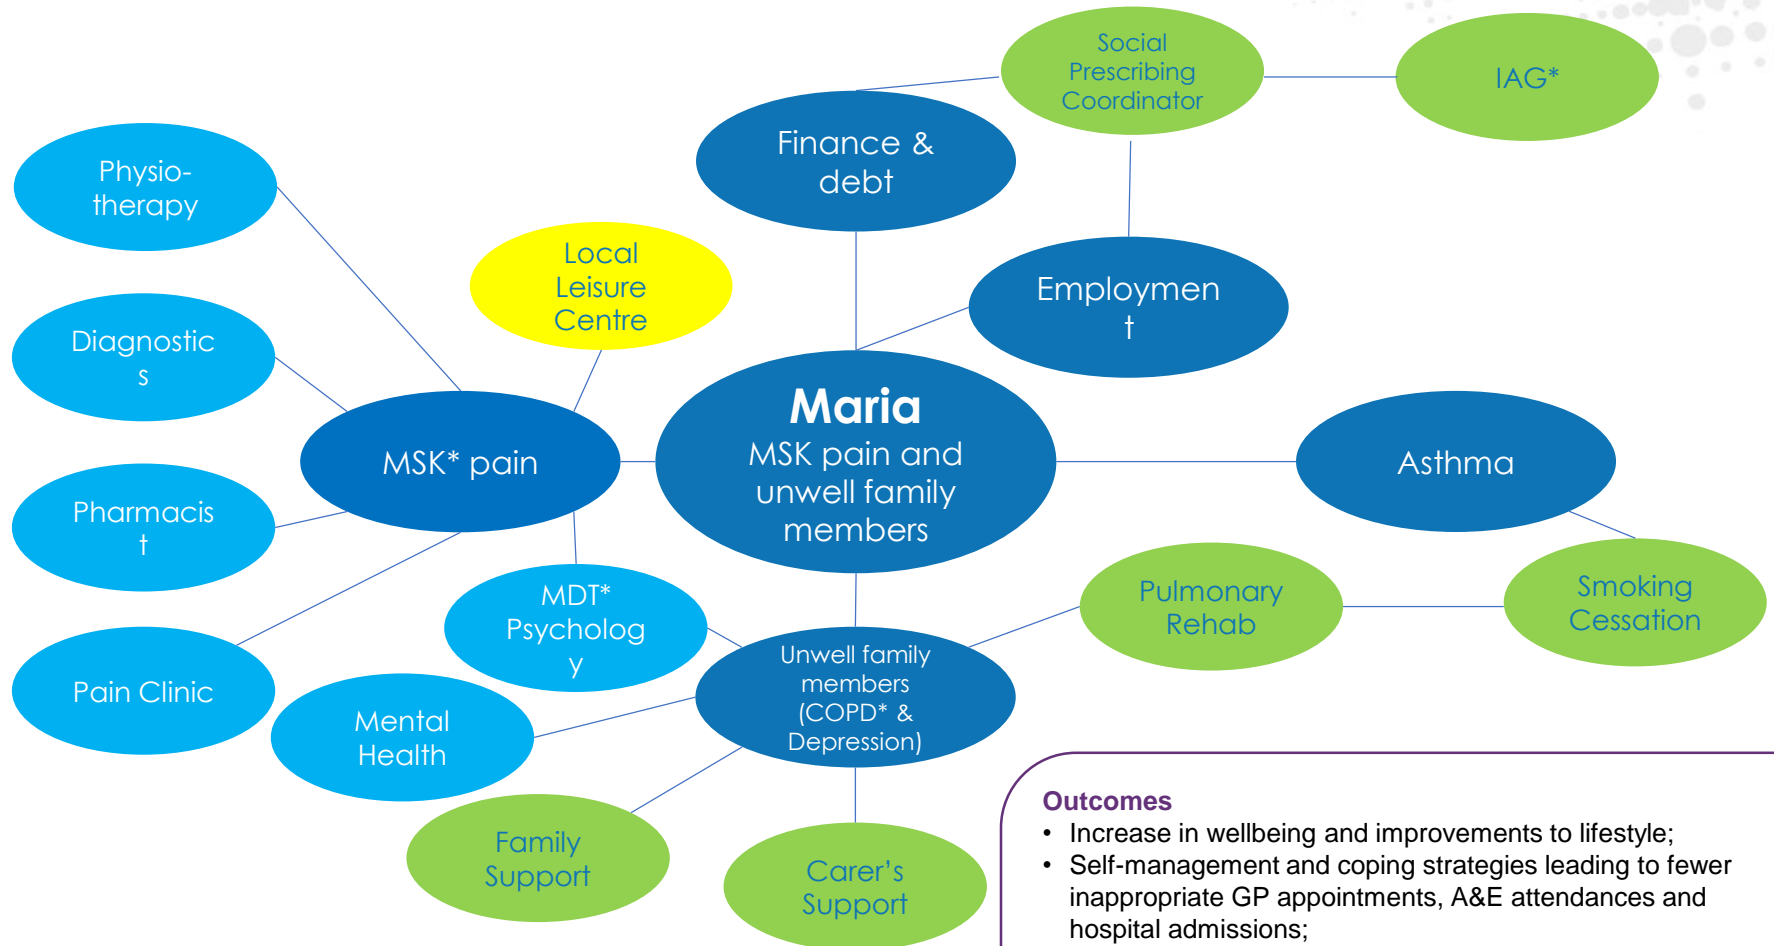 Social
Prescribing
Coordinator
IAG*
Finance &
debt
Physio-
therapy
Local
Leisure
Centre
Employmen
t
Diagnostic
s
Maria
MSK pain and
unwell family
members
MSK* pain
Asthma
Pharmacis
t
MDT*
Psycholog
y
Pulmonary
Rehab
Smoking
Cessation
Pain Clinic
Mental
Health
Unwell family
members
(COPD* &
Depression)
Family
Support
Carer’s
Support
Outcomes
• Increase in wellbeing and improvements to lifestyle;
• Self-management and coping strategies leading to fewer
inappropriate GP appointments, A&E attendances and
hospital admissions;